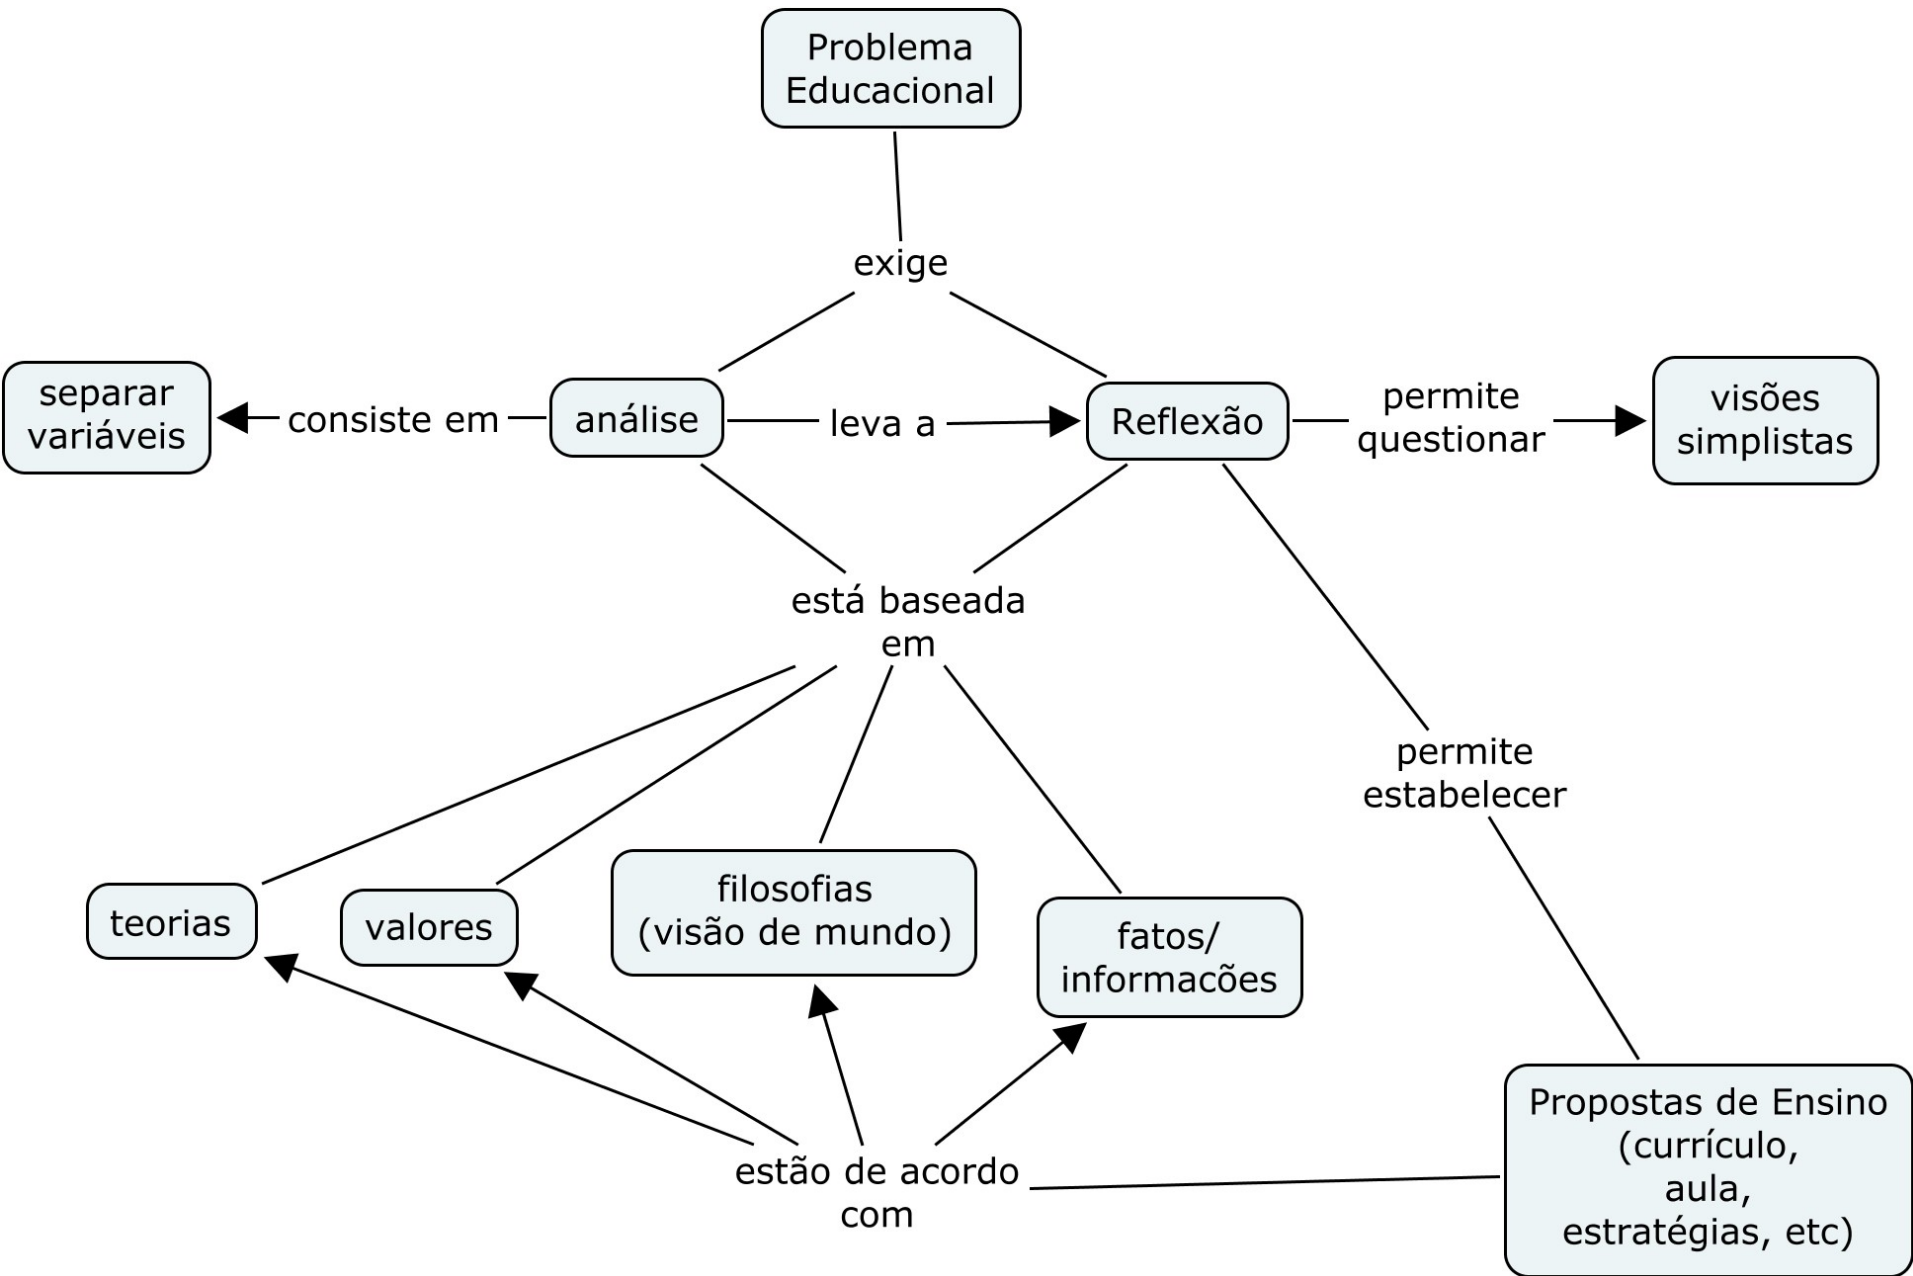 Problema
Educacional
exige
separar
variáveis
consiste em
análise
leva a
Reflexão
permite
questionar
visões
simplistas
está baseada
em
permite
estabelecer
teorias
valores
filosofias
(visão de mundo)
fatos/
informacões
Propostas de Ensino
(currículo,
aula,
estratégias, etc)
estão de acordo
com